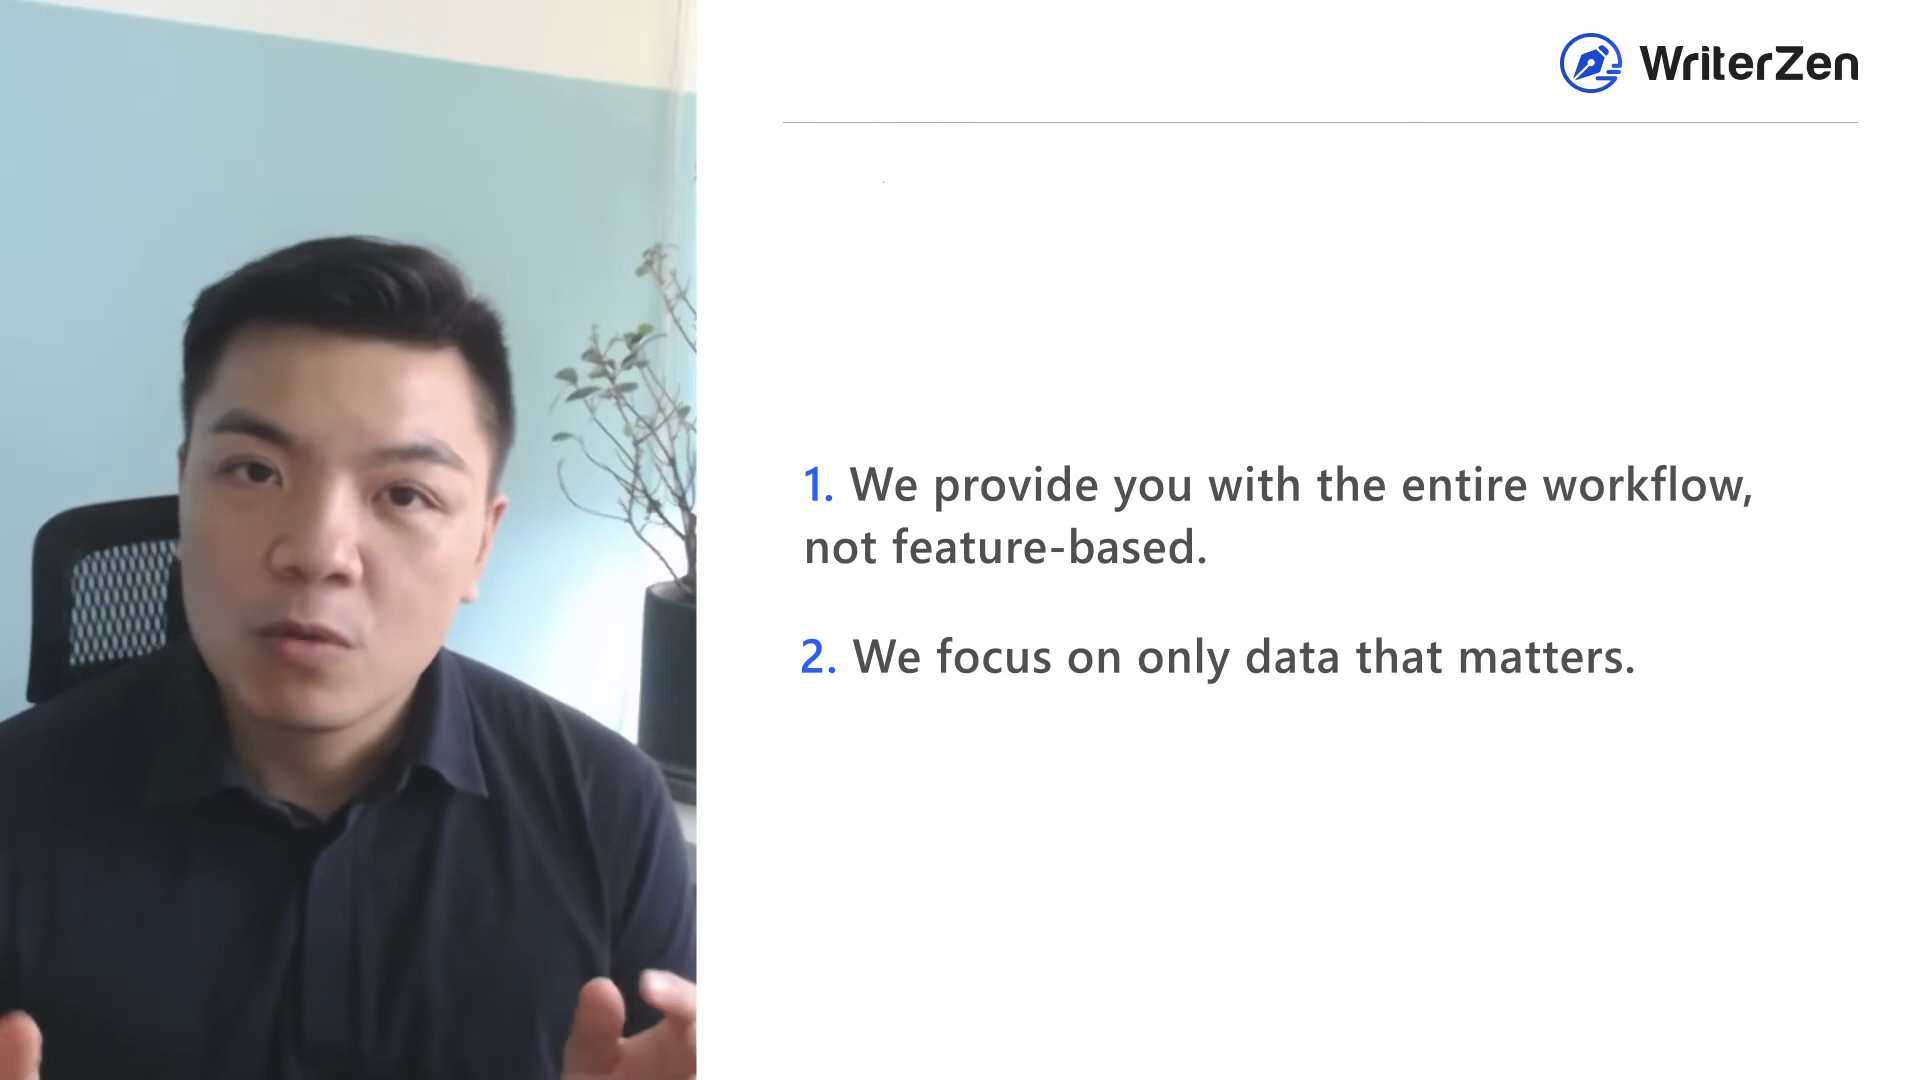 WriterZen
1. We provide you with the entire workflow,
not feature-based.
2. We focus on only data that matters.